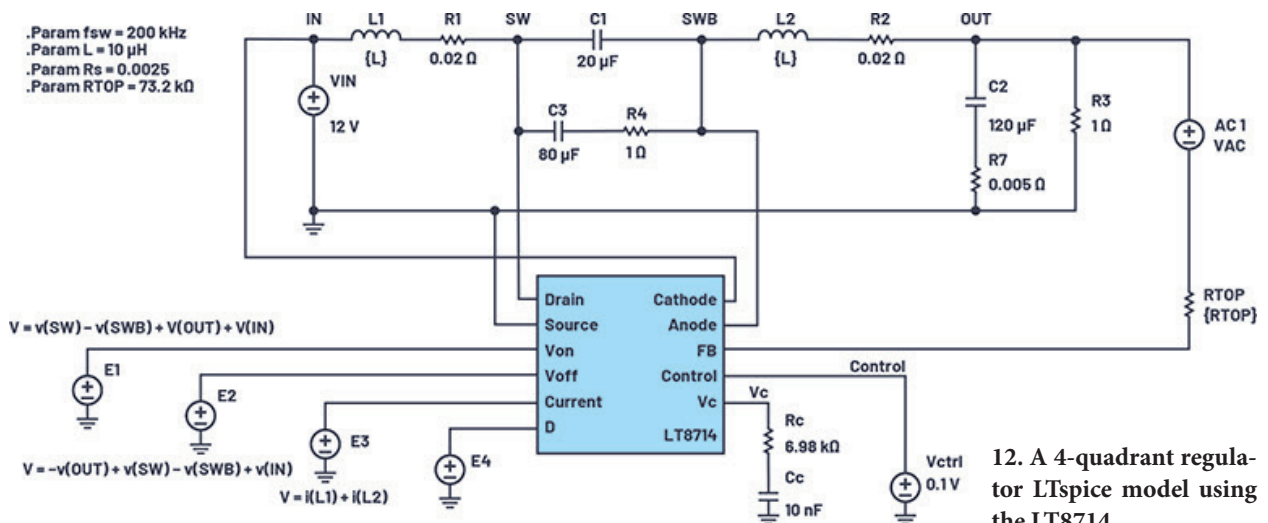 .Param fsw = 200 kHz
.Param L = 10 µH
.Param Rs = 0.0025
.Param RTOP = 73.2 kΩ
IN
L1
{L}
R1
0.02 Ω
SW
C1
20 µF
SWB
L2
{L}
R2
0.02 Ω
OUT
VIN
12 V
C3
80 µF
R4
1 Ω
C2
120 µF
R7
0.005 Ω
R3
1 Ω
AC 1
VAC
RTOP
{RTOP}
Drain
Source
Von
Voff
Current
D
Cathode
Anode
FB
Control
Vc
LT8714
V = v(SW) – v(SWB) + V(OUT) + V(IN)
E1
E2
V = –v(OUT) + v(SW) – v(SWB) + v(IN)
E3
V = i(L1) + i(L2)
E4
Control
Vc
Rc
6.98 kΩ
Cc
10 nF
Vctrl
0.1 V
12. A 4-quadrant regula-
tor LTspice model using
the LT8714.